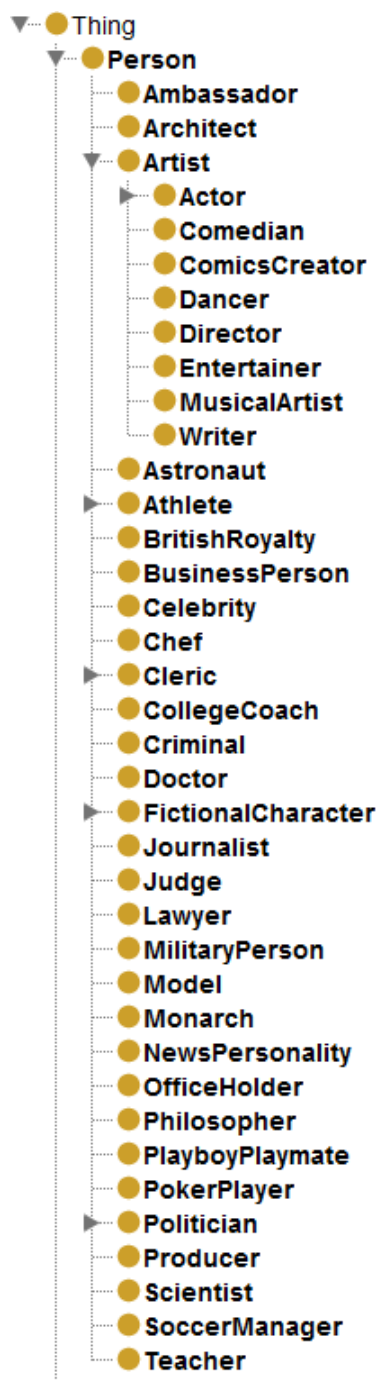 Thing
Person
Ambassador
Architect
Artist
Actor
Comedian
ComicsCreator
Dancer
Director
Entertainer
MusicalArtist
Writer
Astronaut
Athlete
BritishRoyalty
BusinessPerson
Celebrity
Chef
Cleric
CollegeCoach
Criminal
Doctor
FictionalCharacter
Journalist
Judge
Lawyer
MilitaryPerson
Model
Monarch
NewsPersonality
OfficeHolder
Philosopher
PlayboyPlaymate
PokerPlayer
Politician
Producer
Scientist
SoccerManager
Teacher